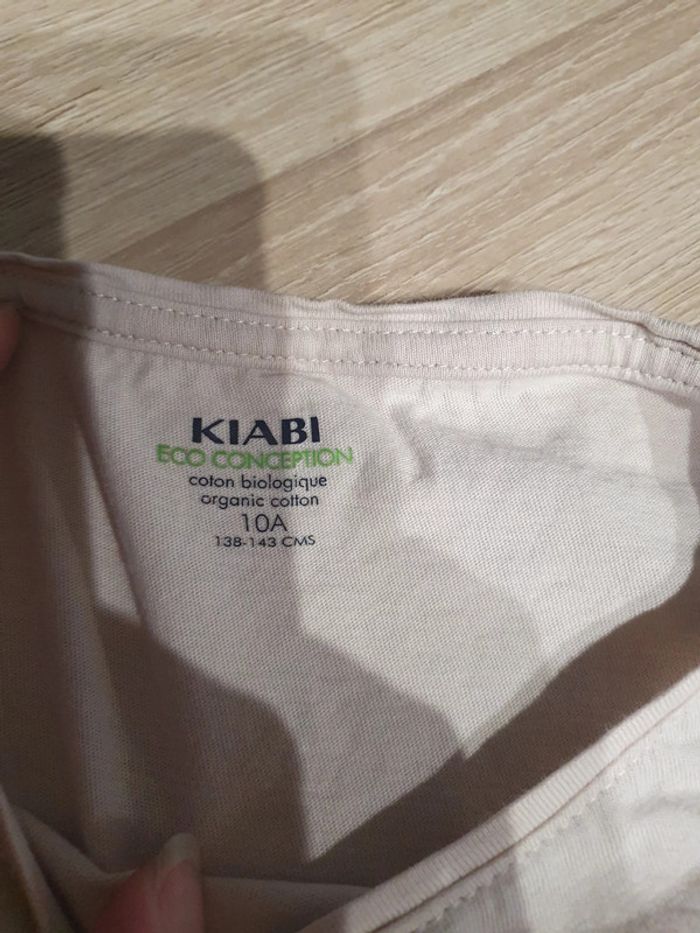 KIABI
ECO CONCEPTION
coton biologique
organic cotton
10A
138-143 CMS